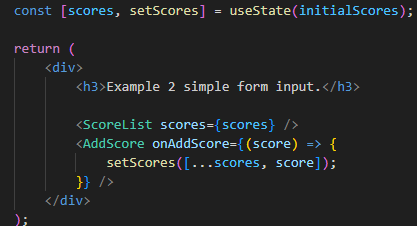 const [scores, setScores] = useState(initialScores);
return (
<div>
<h3>Example 2 simple form input.</h3>
<ScoreList scores={scores} />
<AddScore onAddScore={(score) => {
setScores([...scores, score]);
}} />
</div>
);